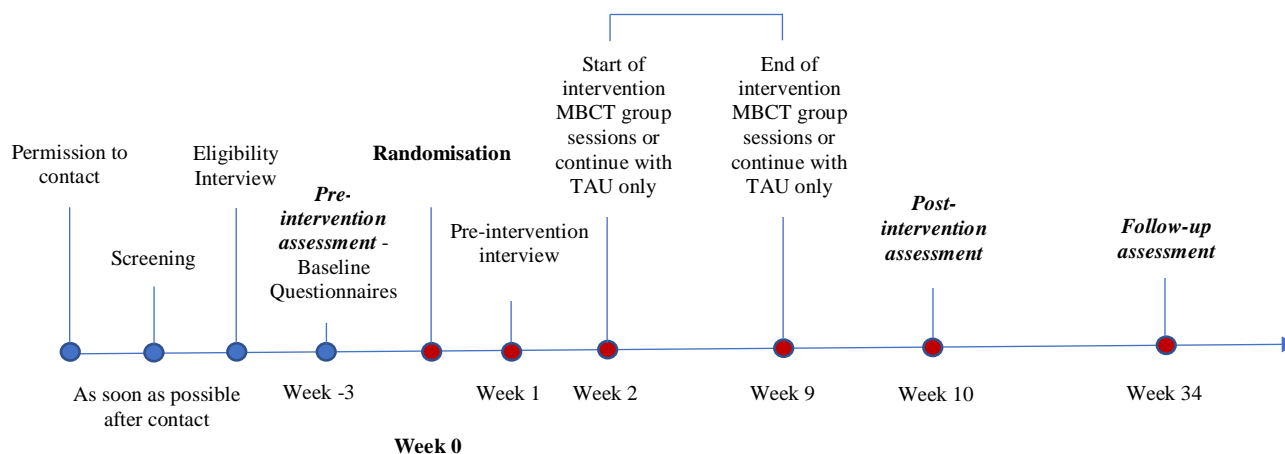 Permission to
contact
Screening
Eligibility
Interview
Pre-
intervention
assessment -
Baseline
Questionnaires
Randomisation
Pre-intervention
interview
Start of
intervention
MBCT group
sessions or
continue with
TAU only
End of
intervention
MBCT group
sessions or
continue with
TAU only
Post-
intervention
assessment
Follow-up
assessment
As soon as possible
after contact
Week -3
Week 0
Week 1
Week 2
Week 9
Week 10
Week 34